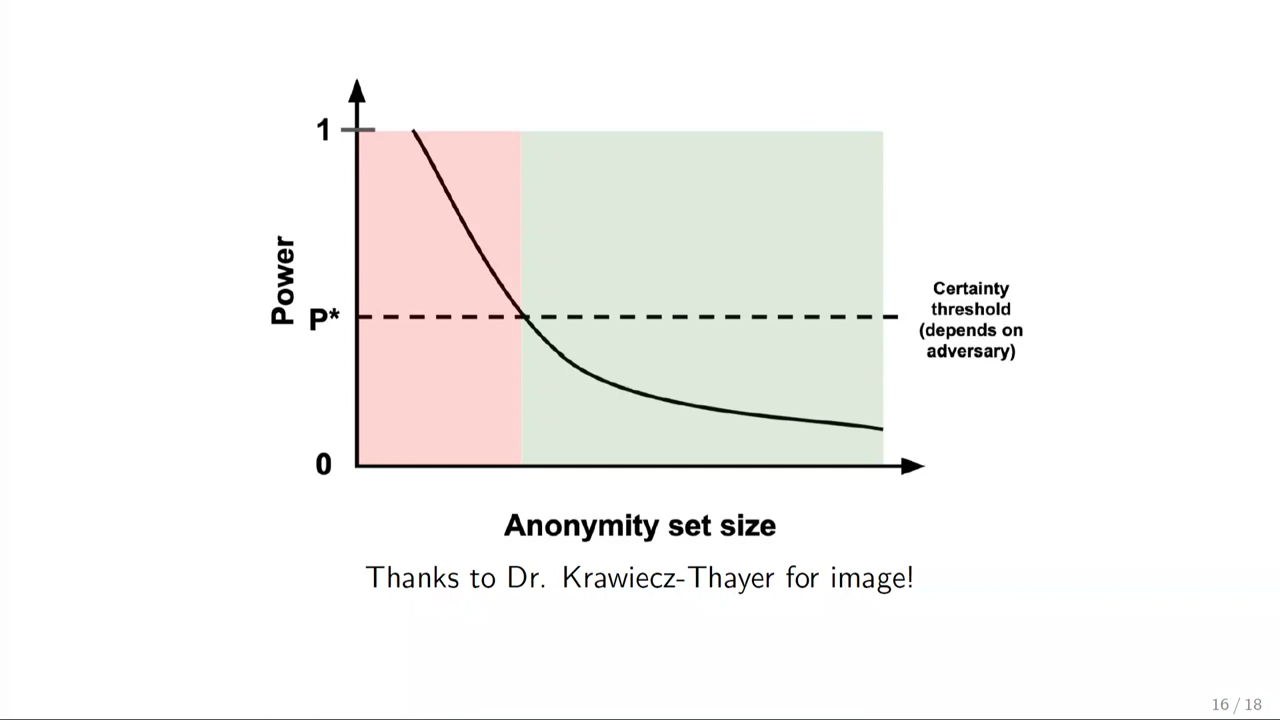 1
Power
P*
Certainty
threshold
(depends on
adversary)
0
Anonymity set size
Thanks to Dr. Krawiecz-Thayer for image!
16 / 18